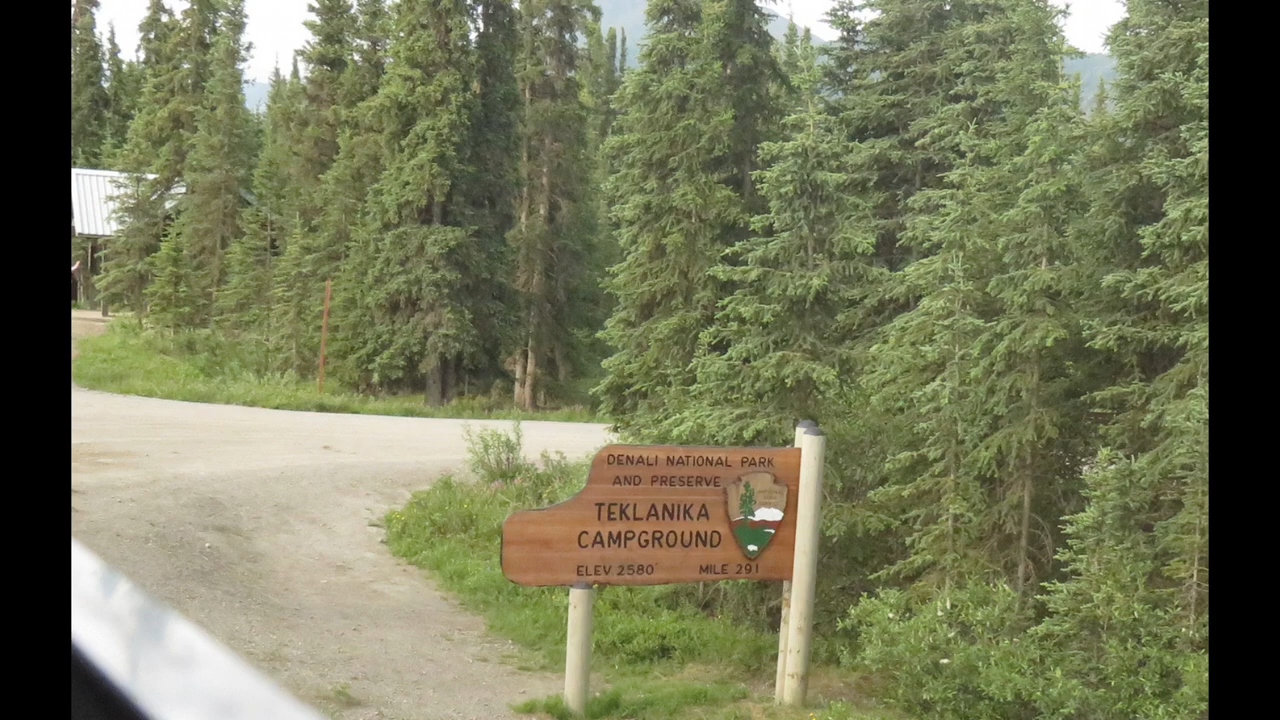 DENALI NATIONAL PARK
AND PRESERVE
TEKLANIKA
CAMPGROUND
ELEV 2580' MILE 291